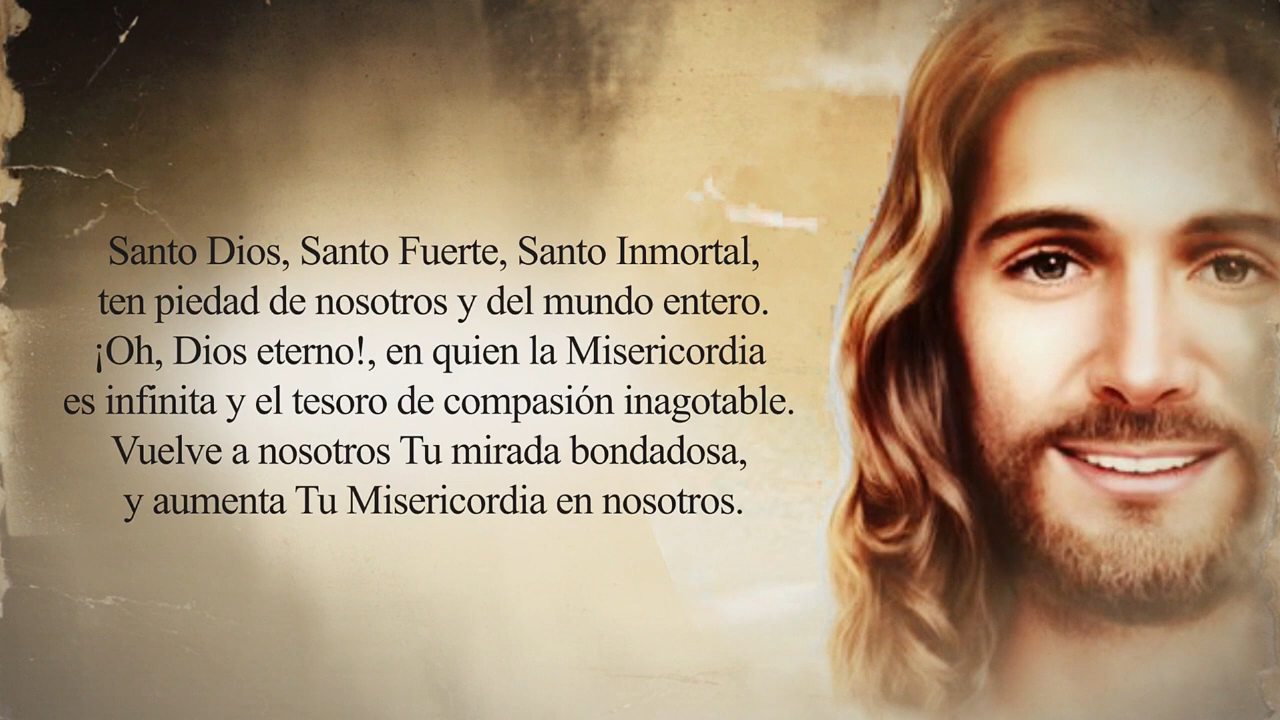 Santo Dios, Santo Fuerte, Santo Inmortal,
ten piedad de nosotros y del mundo entero.
¡Oh, Dios eterno!, en quien la Misericordia
es infinita y el tesoro de compasión inagotable.
Vuelve a nosotros Tu mirada bondadosa,
y aumenta Tu Misericordia en nosotros.